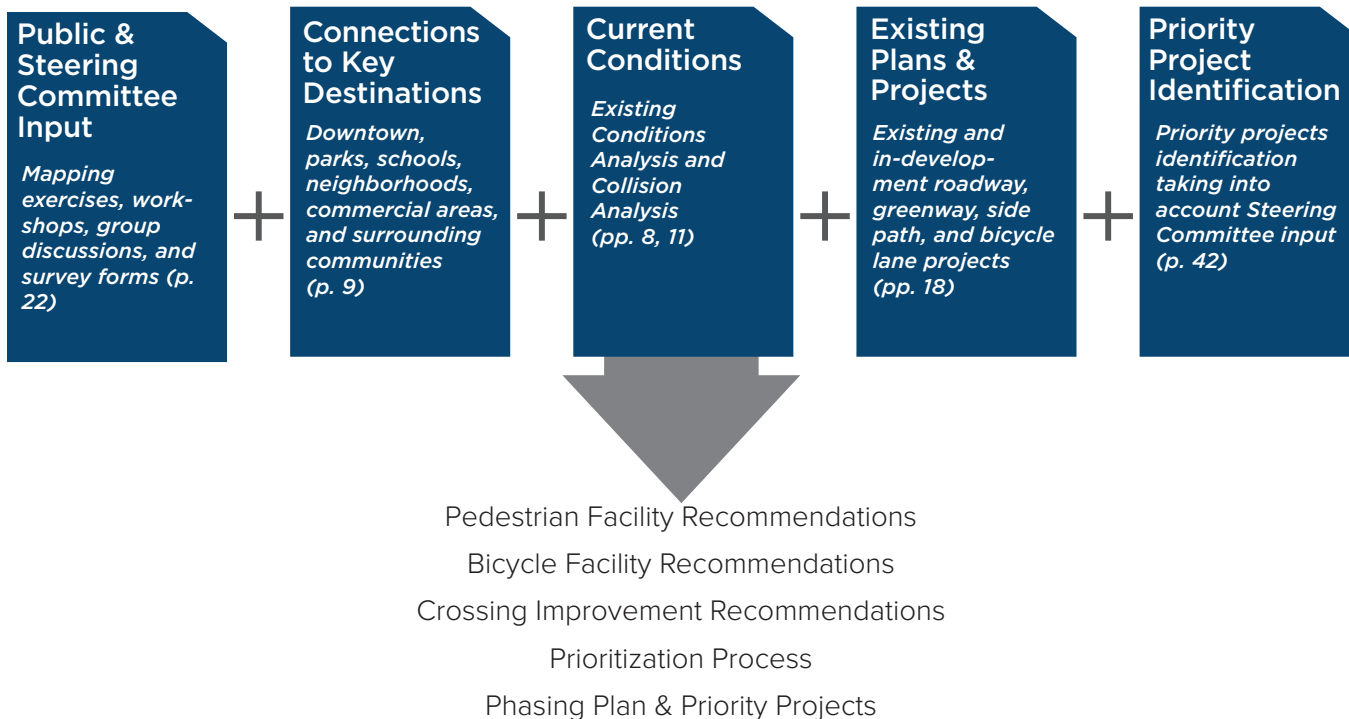 Public &
Steering
Committee
Input
Mapping
exercises, work-
shops, group
discussions, and
survey forms (p.
22)
+
Connections
to Key
Destinations
Downtown,
parks, schools,
neighborhoods,
commercial areas,
and surrounding
communities
(p. 9)
+
Current
Conditions
Existing
Conditions
Analysis and
Collision
Analysis
(pp. 8, 11)
+
Existing
Plans &
Projects
Existing and
in-develop-
ment roadway,
greenway, side
path, and bicycle
lane projects
(pp. 18)
+
Priority
Project
Identification
Priority projects
identification
taking into
account Steering
Committee input
(p. 42)
Pedestrian Facility Recommendations
Bicycle Facility Recommendations
Crossing Improvement Recommendations
Prioritization Process
Phasing Plan & Priority Projects